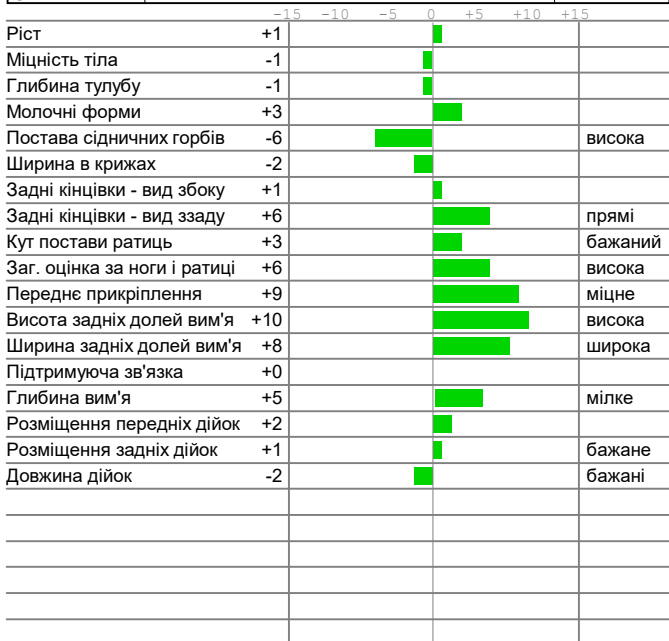 -15 -10 -5 0 +5 +10 +15
Ріст +1
Міцність тіла -1
Глибина тулубу -1
Молочні форми +3
Постава сідничних горбів -6 висока
Ширина в крижах -2
Задні кінцівки - вид збоку +1
Задні кінцівки - вид ззаду +6 прямі
Кут постави ратиць +3 бажаний
Заг. оцінка за ноги і ратиці +6 висока
Переднє прикріплення +9 міцне
Висота задніх долей вим'я +10 висока
Ширина задніх долей вим'я +8 широка
Підтримуюча зв'язка +0
Глибина вим'я +5 мілке
Розміщення передніх дійок +2
Розміщення задніх дійок +1 бажане
Довжина дійок -2 бажані